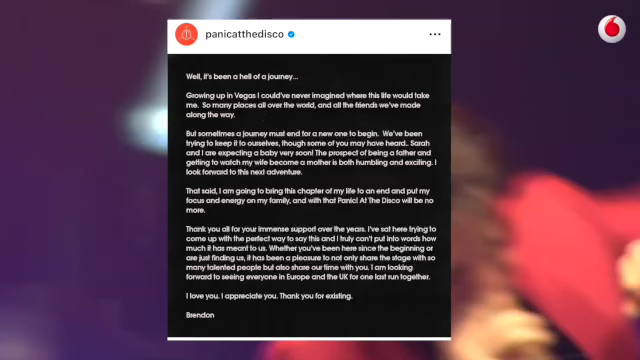 panicatthedisco
Well, it's been a hell of a journey...
Growing up in Vegas I could've never imagined where this life would take
me. So many places all over the world, and all the friends we've made
along the way.
But sometimes a journey must end for a new one to begin. We've been
trying to keep it to ourselves, though some of you may have heard.. Sarah
and I are expecting a baby very soon! The prospect of being a father and
getting to watch my wife become a mother is both humbling and exciting. I
look forward to this next adventure.
That said, I am going to bring this chapter of my life to an end and put my
focus and energy on my family, and with that Panic! At The Disco will be no
more.
Thank you all for your immense support over the years. I've sat here trying to
come up with the perfect way to say this and I truly can't put into words how
much it has meant to us. Whether you've been here since the beginning or
are just finding us, it has been a pleasure to not only share the stage with so
many talented people but also share our time with you. I am looking
forward to seeing everyone in Europe and the UK for one last run together.
I love you. I appreciate you. Thank you for existing.
Brendon